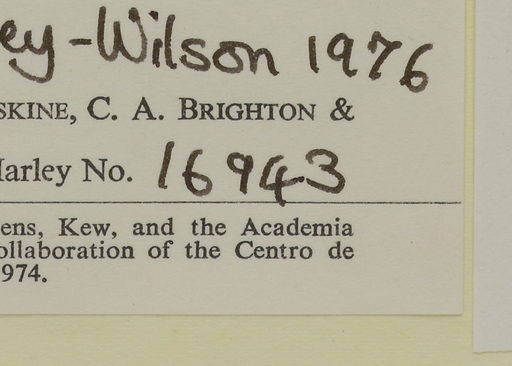 ey-Wilson 1976
SKINE, C. A. BRIGHTON &
Harley No. 16943
ens, Kew, and the Academia
ollaboration of the Centro de
974.